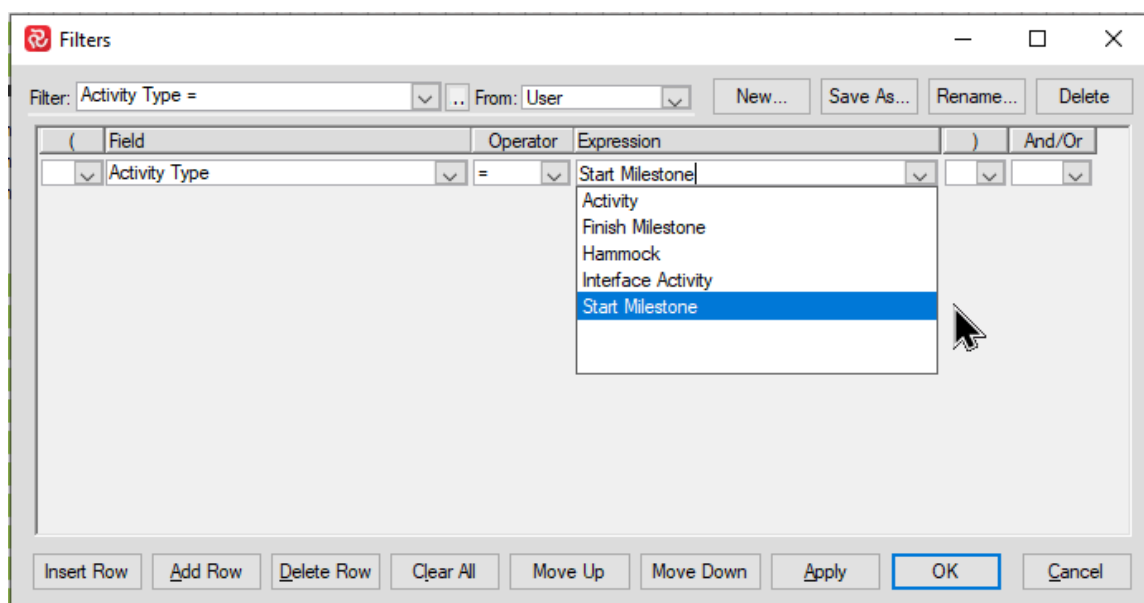 Filters
Filter: Activity Type = .. From: User New... Save As... Rename... Delete
( Field Operator Expression ) And/Or
Activity Type = Start Milestone
Activity
Finish Milestone
Hammock
Interface Activity
Start Milestone
Insert Row Add Row Delete Row Clear All Move Up Move Down Apply OK Cancel